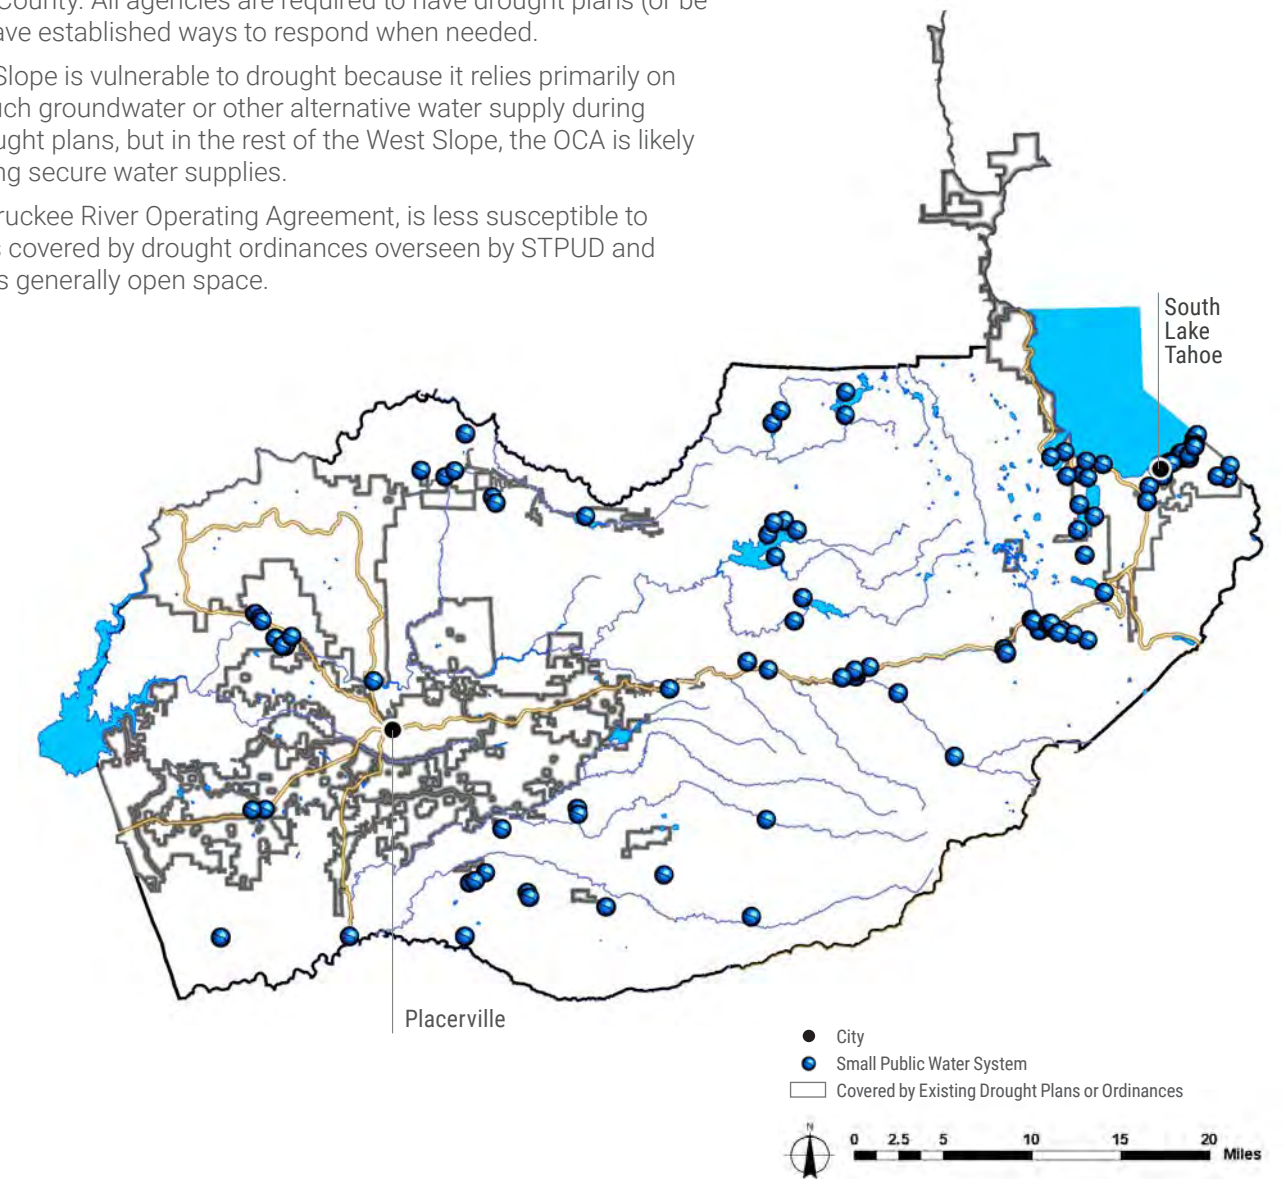 County. All agencies are required to have drought plans (or be
ave established ways to respond when needed.
Slope is vulnerable to drought because it relies primarily on
uch groundwater or other alternative water supply during
ught plans, but in the rest of the West Slope, the OCA is likely
ng secure water supplies.
ruckee River Operating Agreement, is less susceptible to
s covered by drought ordinances overseen by STPUD and
s generally open space.
South
Lake
Tahoe
Placerville
City
Small Public Water System
Covered by Existing Drought Plans or Ordinances
N
0 2.5 5 10 15 20 Miles